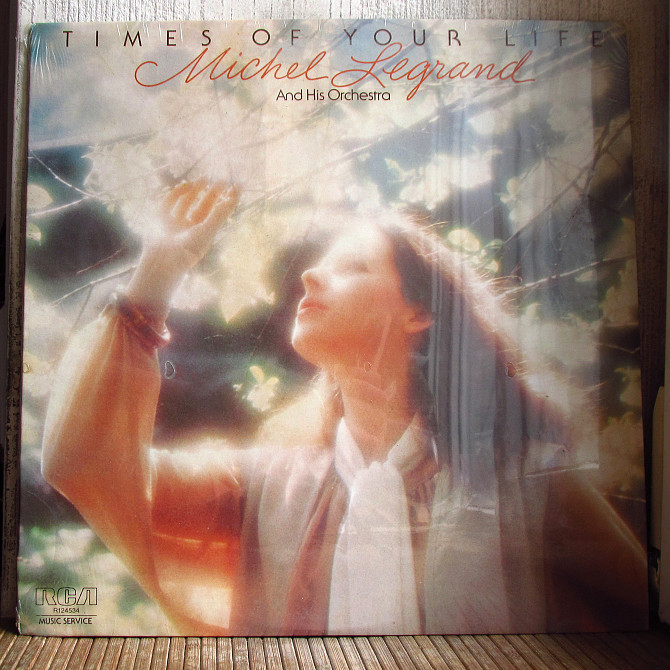 TIMES OF YOUR LIFE
Michel Legrand
And His Orchestra
RCA
R124534
MUSIC SERVICE